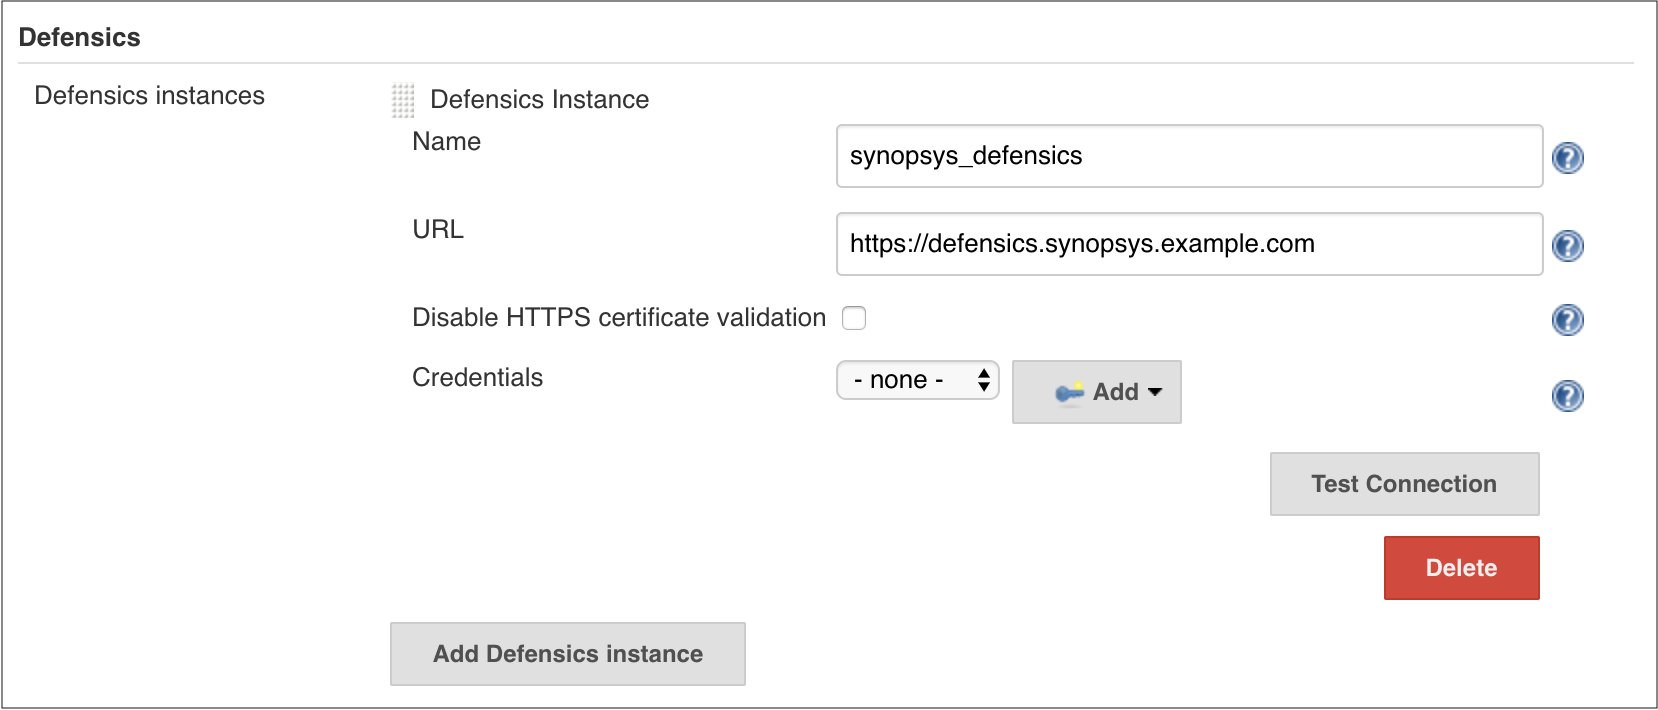 Defensics
Defensics instances
Defensics Instance
Name
synopsys_defensics
URL
https://defensics.synopsys.example.com
Disable HTTPS certificate validation
Credentials
- none -
Add
Test Connection
Delete
Add Defensics instance